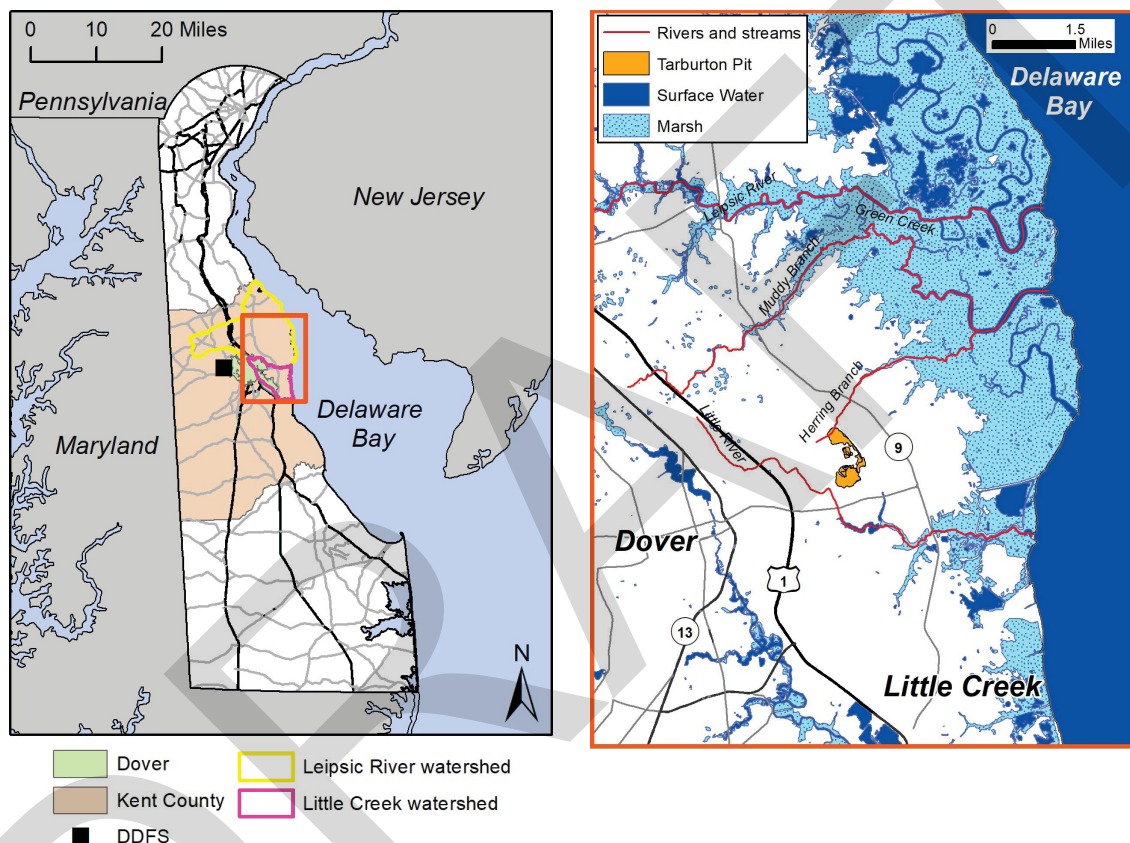 0 10 20 Miles
Pennsylvania
New Jersey
Maryland
Delaware
Bay
N
Dover
Kent County
DDFS
Leipsic River watershed
Little Creek watershed
Rivers and streams
Tarburton Pit
Surface Water
Marsh
0 1.5
Miles
Delaware
Bay
Leipsic River
Green Creek
Muddy Branch
Herring Branch
Little River
9
Dover
1
13
Little Creek
DRAFT